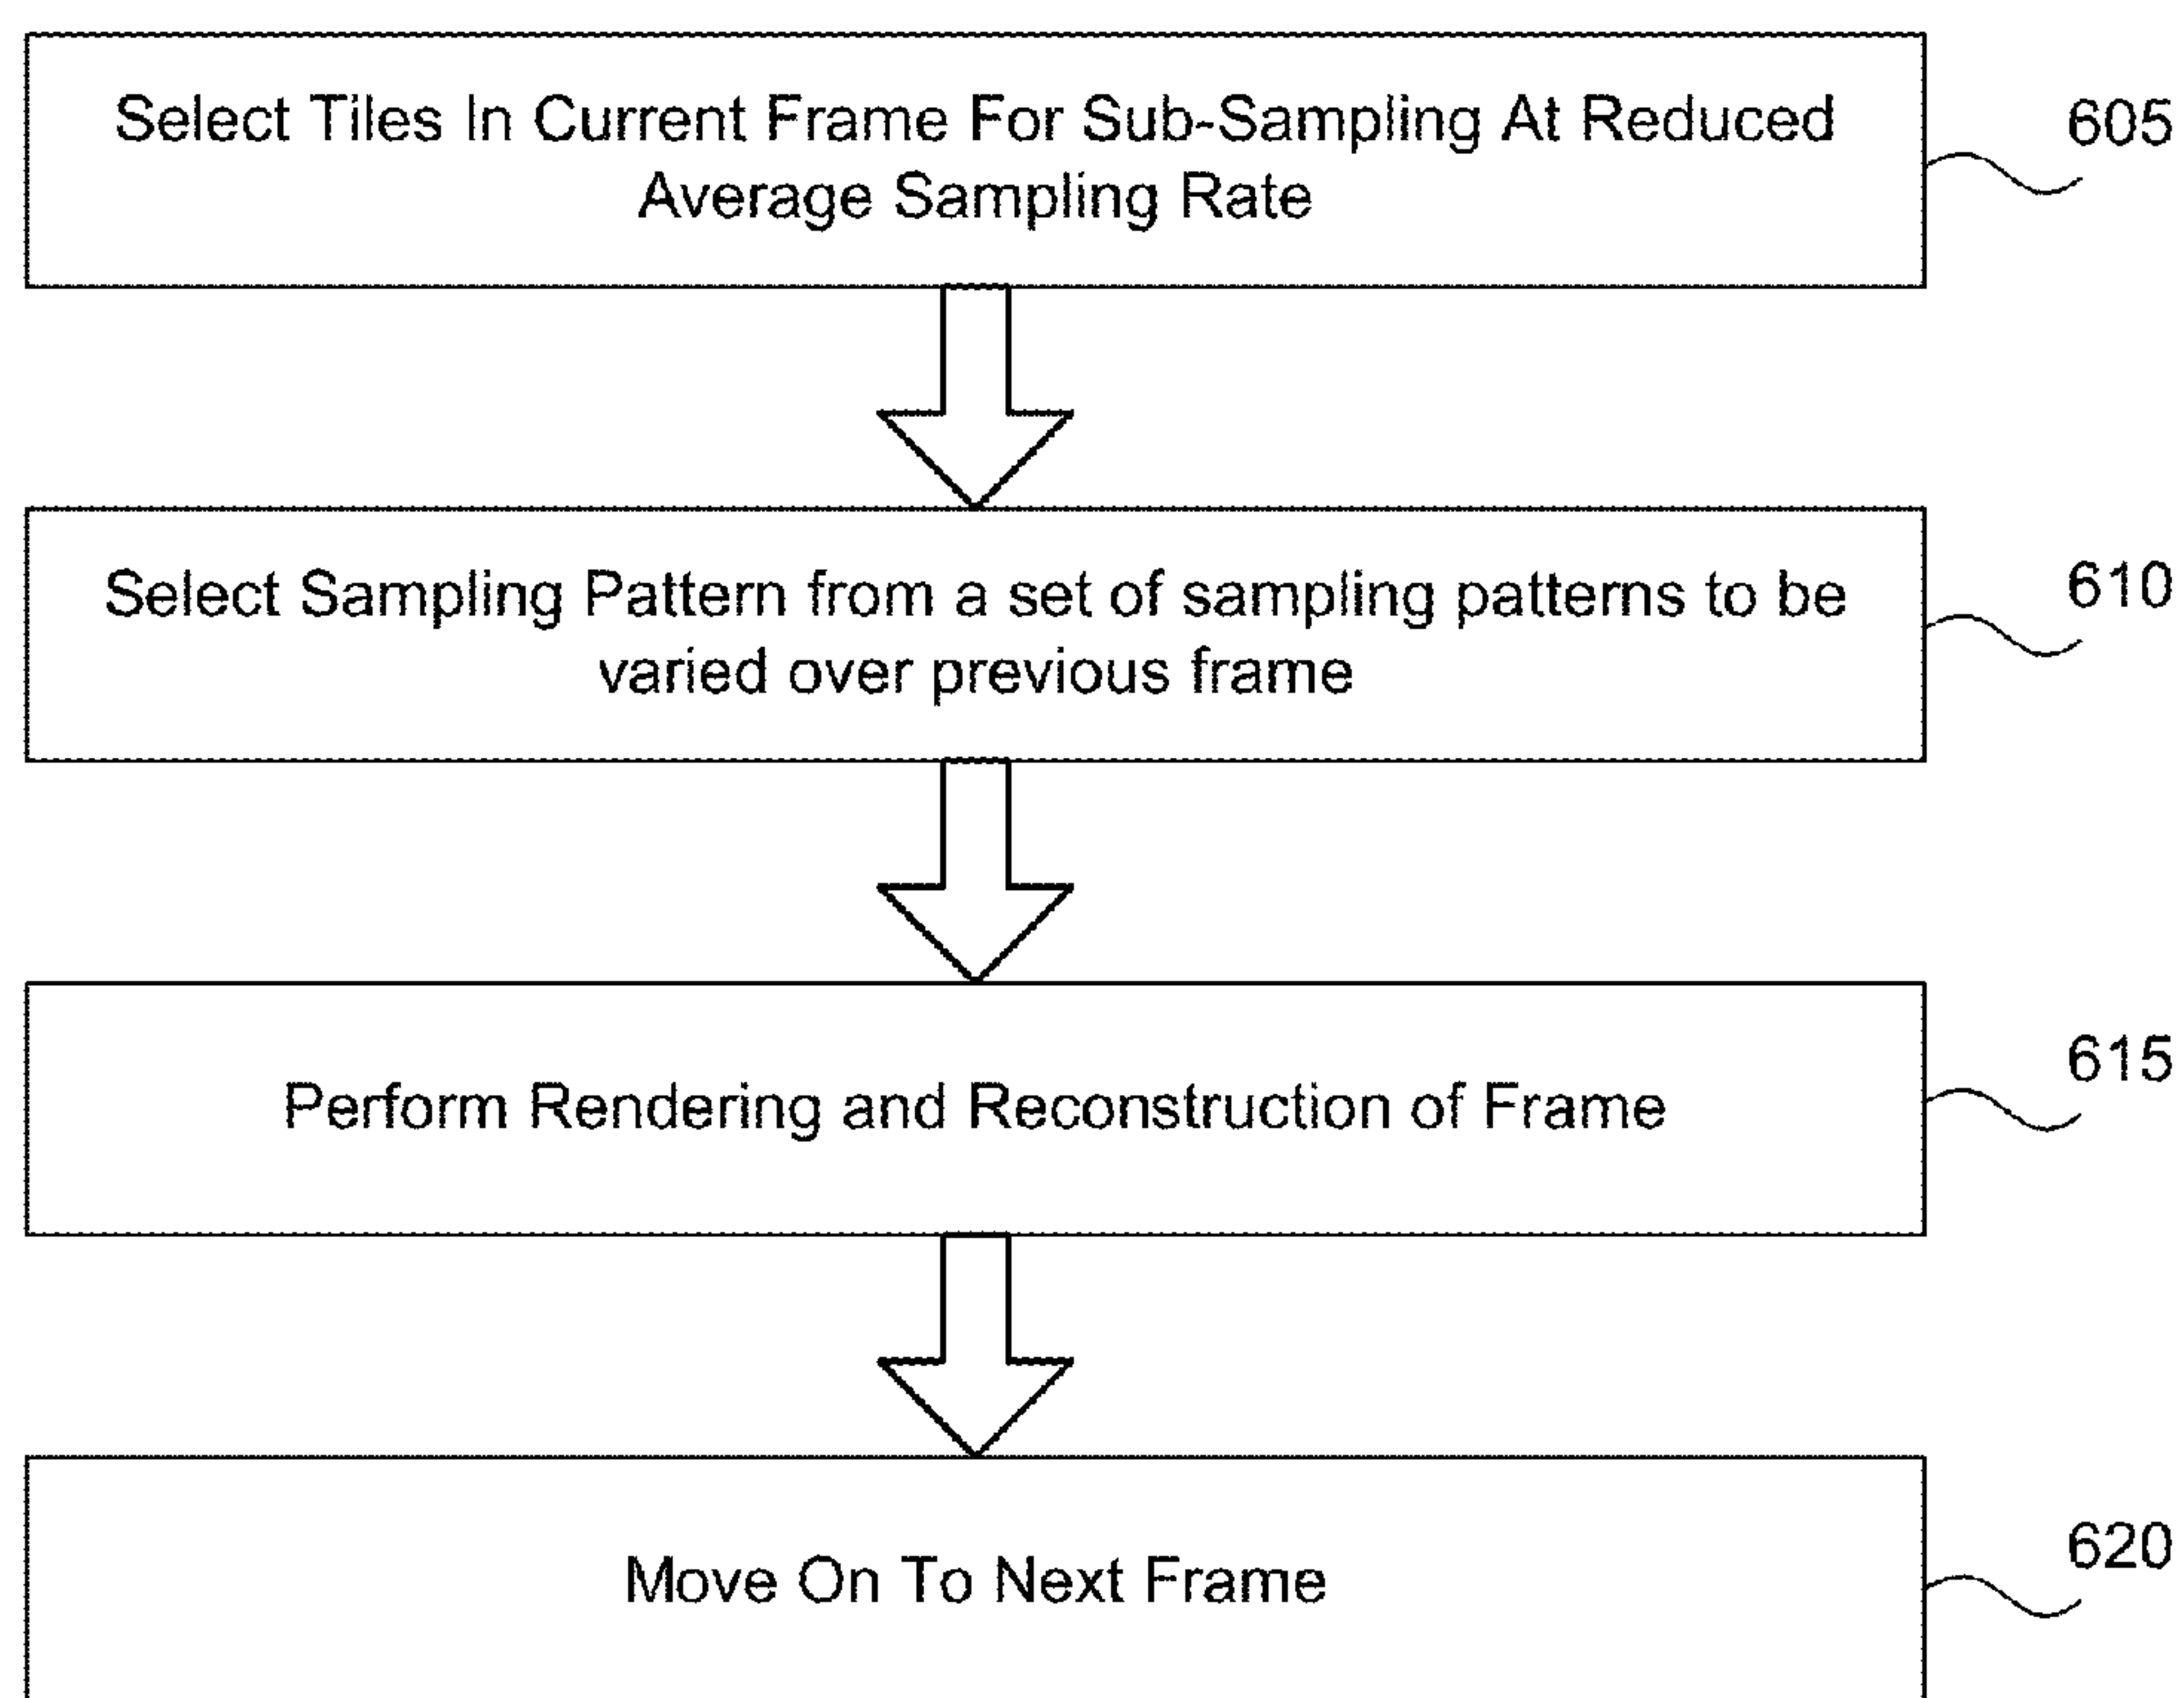 Select Tiles In Current Frame For Sub-Sampling At Reduced
Average Sampling Rate
605
Select Sampling Pattern from a set of sampling patterns to be
varied over previous frame
610
Perform Rendering and Reconstruction of Frame
615
Move On To Next Frame
620